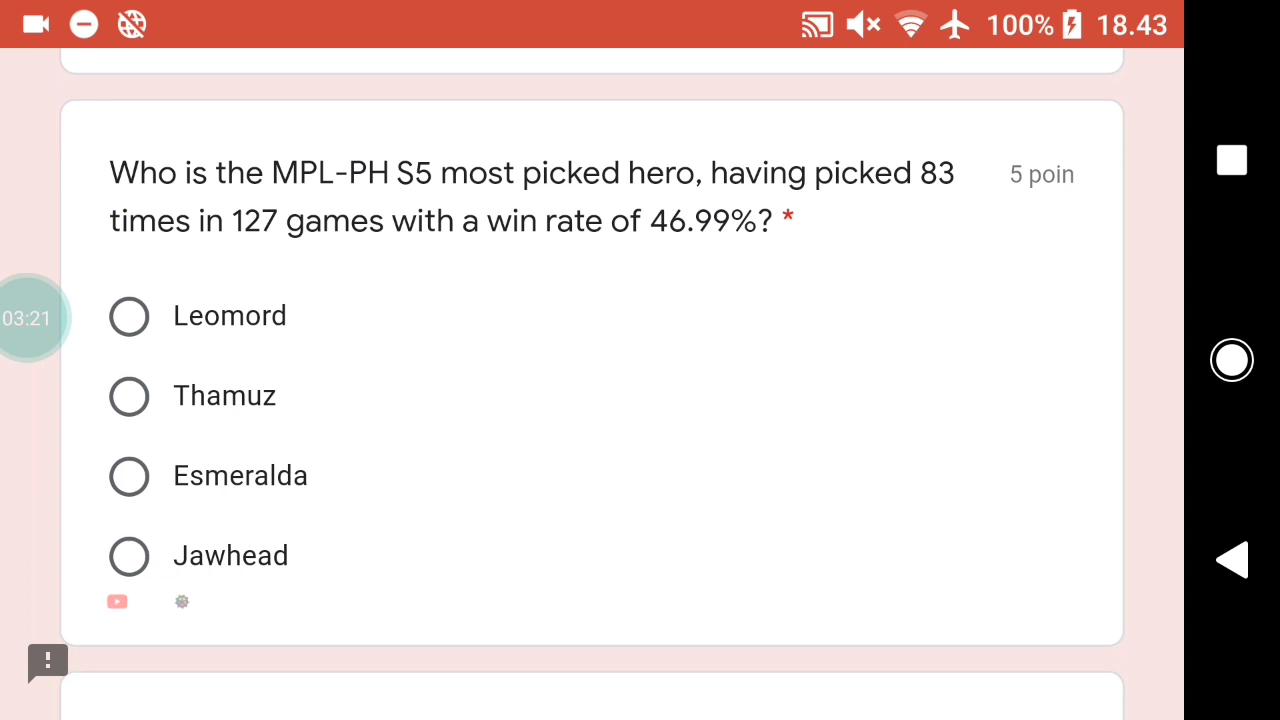 100% 18.43
Who is the MPL-PH S5 most picked hero, having picked 83
5 poin
times in 127 games with a win rate of 46.99%? *
03:21
Leomord
Thamuz
Esmeralda
Jawhead